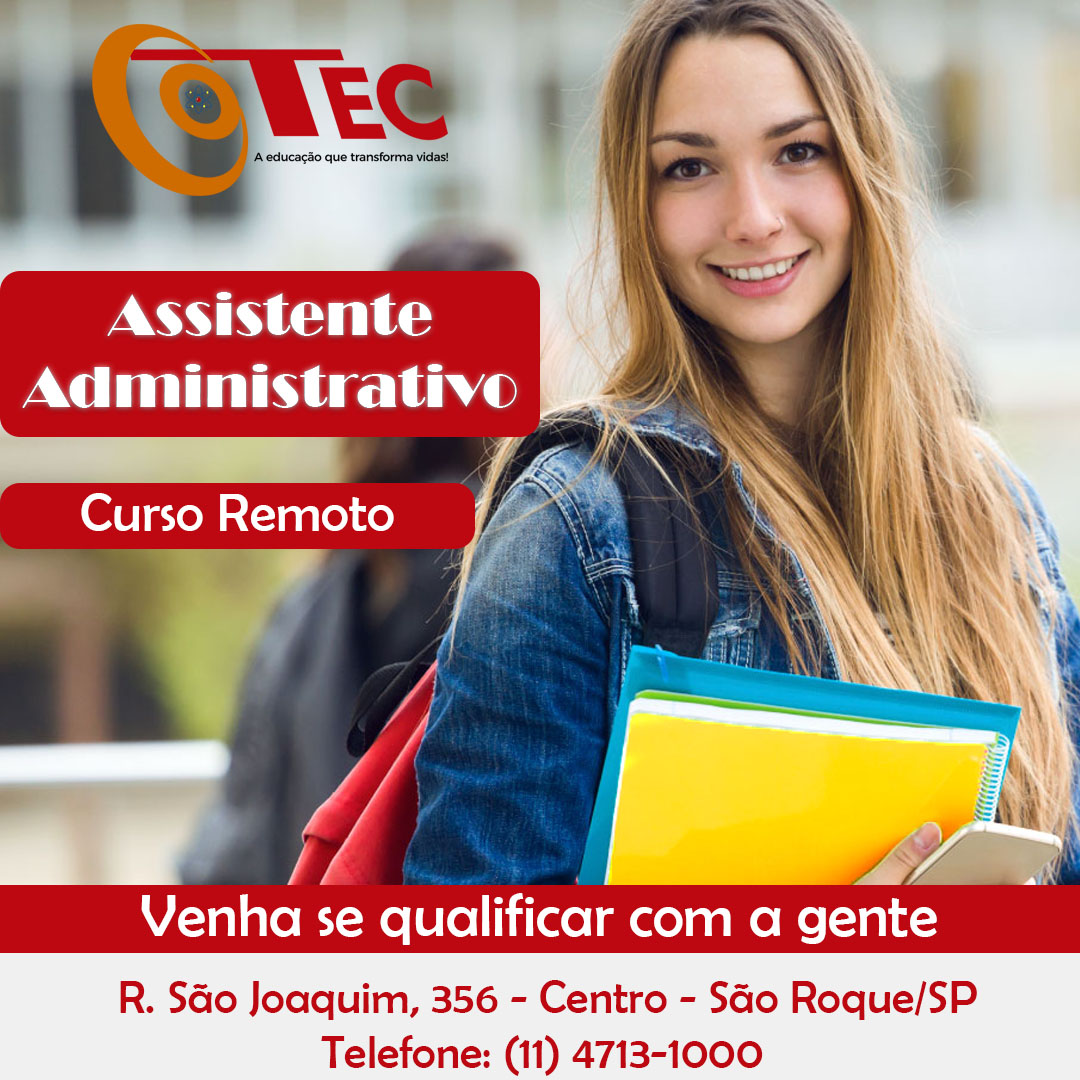 COTEC
A educação que transforma vidas!
Assistente
Administrativo
Curso Remoto
Venha se qualificar com a gente
R. São Joaquim, 356 - Centro - São Roque/SP
Telefone: (11) 4713-1000